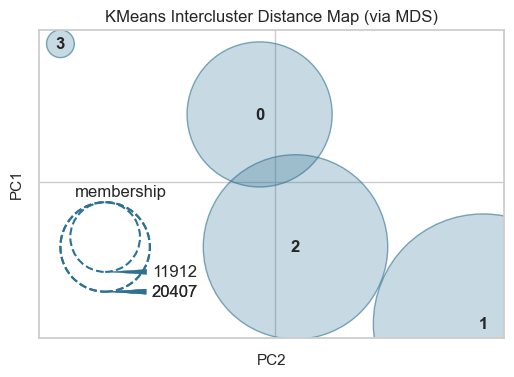 KMeans Intercluster Distance Map (via MDS)
3
0
PC1
membership
2
11912
20407
1
PC2